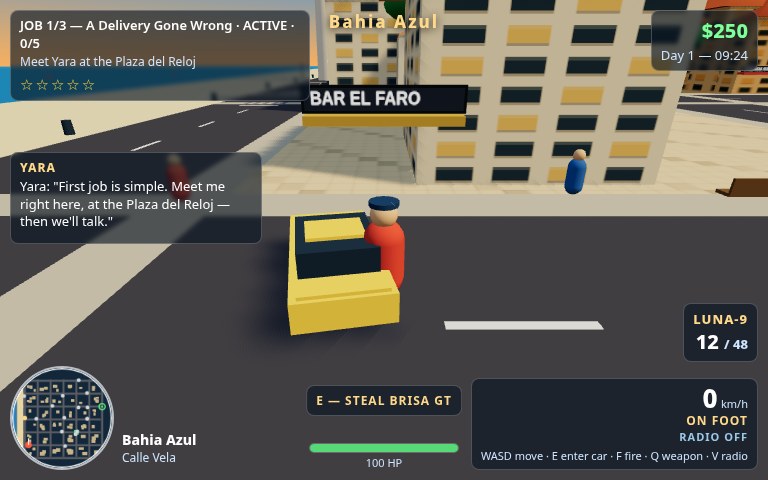 JOB 1/3 — A Delivery Gone Wrong · ACTIVE ·
0/5
Meet Yara at the Plaza del Reloj
☆☆☆☆☆
Bahia Azul
$250
Day 1 — 09:24
BAR EL FARO
YARA
Yara: "First job is simple. Meet me
right here, at the Plaza del Reloj —
then we'll talk."
LUNA-9
12 / 48
E — STEAL BRISA GT
100 HP
Bahia Azul
Calle Vela
0 km/h
ON FOOT
RADIO OFF
WASD move · E enter car · F fire · Q weapon · V radio